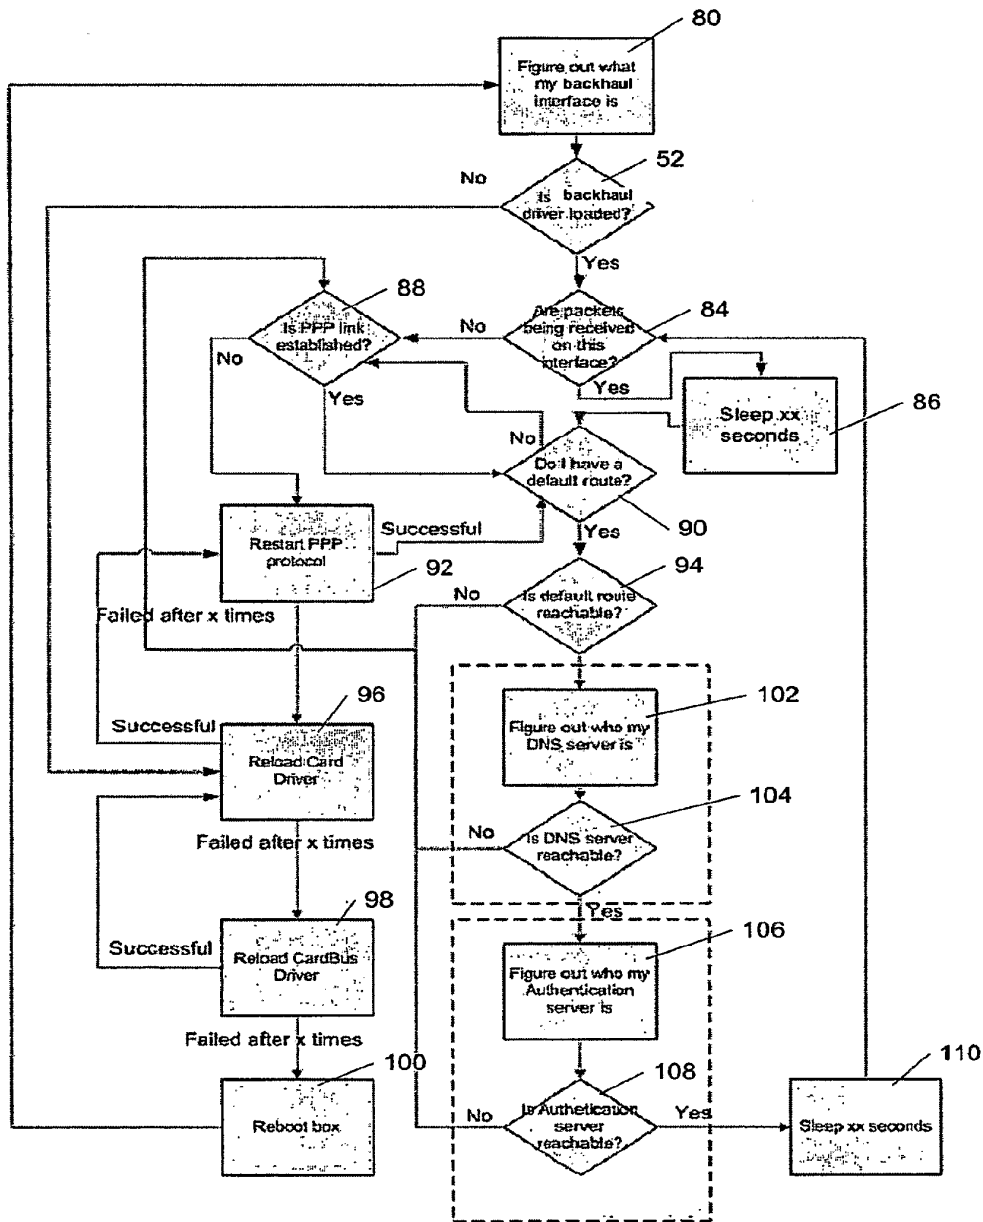 80
Figure out what
my backhaul
interface is
52
No
Is backhaul
driver loaded?
Yes
88
84
Are packets
being received
on this
interface?
No
Is PPP link
established?
No
Yes
Yes
86
Sleep xx
seconds
No
Do I have a
default route?
90
Yes
Successful
Restart PPP
protocol
92
94
No
Is default route
reachable?
Failed after x times
102
96
Successful
Figure out who my
DNS server is
Reload Card
Driver
104
No
Is DNS server
reachable?
Failed after x times
98
Yes
106
Successful
Reload CardBus
Driver
Figure out who my
Authentication
server is
Failed after x times
100
108
110
Reboot box
No
Is Authetication
server
reachable?
Yes
Sleep xx seconds